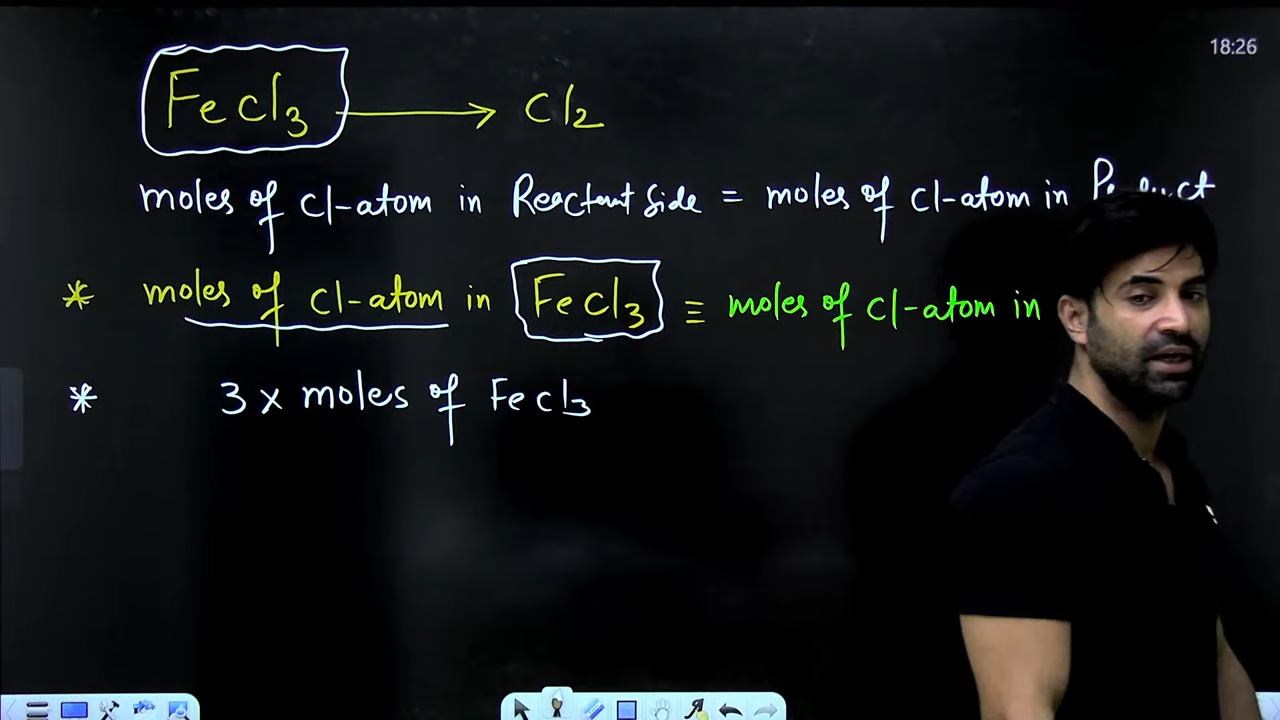 18:26
FeCl3 → Cl2
moles of Cl-atom in Reactant Side = moles of Cl-atom in
* moles of Cl-atom in FeCl3 ≡ moles of Cl-atom in
* 3 x moles of FeCl3